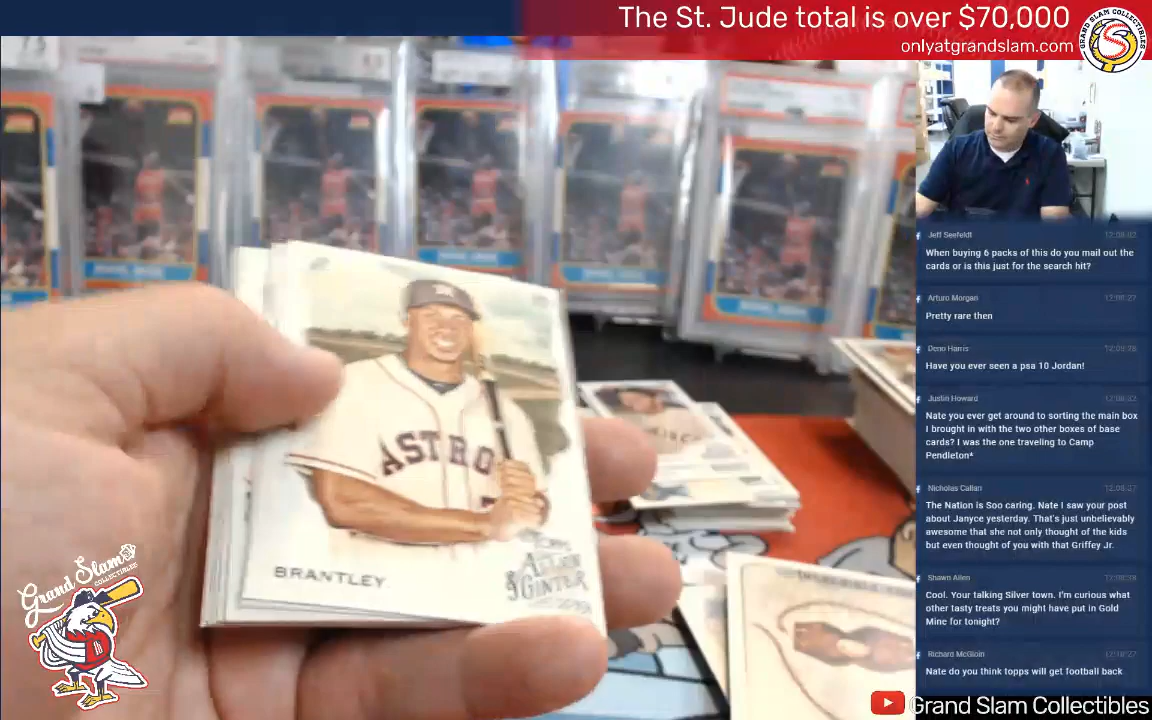 The St. Jude total is over $70,000
onlyatgrandslam.com
GRAND SLAM COLLECTIBLES
Jeff Seefeldt
When buying 6 packs of this do you mail out the
cards or is this just for the search hit?
Arturo Morgan
Pretty rare then
Deno Harris
Have you ever seen a psa 10 Jordan!
Justin Howard
Nate you ever get around to sorting the main box
I brought in with the two other boxes of base
cards? I was the one traveling to Camp
Pendleton*
Nicholas Callan
The Nation is Soo caring. Nate I saw your post
about Janyce yesterday. That's just unbelievably
awesome that she not only thought of the kids
but even thought of you with that Griffey Jr.
Shawn Allen
Cool. Your talking Silver town. I'm curious what
other tasty treats you might have put in Gold
Mine for tonight?
Richard McGloin
Nate do you think topps will get football back
ASTRO
BRANTLEY
ALLEN
& GINTER
Grand Slam
COLLECTIBLES
Grand Slam Collectibles